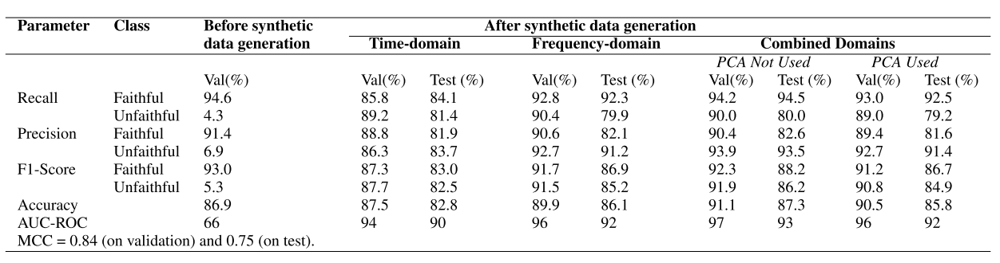 Parameter Class Before synthetic After synthetic data generation
data generation Time-domain Frequency-domain Combined Domains
PCA Not Used PCA Used
Val(%) Val(%) Test (%) Val(%) Test (%) Val(%) Test (%) Val(%) Test (%)
Recall Faithful 94.6 85.8 84.1 92.8 92.3 94.2 94.5 93.0 92.5
Unfaithful 4.3 89.2 81.4 90.4 79.9 90.0 80.0 89.0 79.2
Precision Faithful 91.4 88.8 81.9 90.6 82.1 90.4 82.6 89.4 81.6
Unfaithful 6.9 86.3 83.7 92.7 91.2 93.9 93.5 92.7 91.4
F1-Score Faithful 93.0 87.3 83.0 91.7 86.9 92.3 88.2 91.2 86.7
Unfaithful 5.3 87.7 82.5 91.5 85.2 91.9 86.2 90.8 84.9
Accuracy 86.9 87.5 82.8 89.9 86.1 91.1 87.3 90.5 85.8
AUC-ROC 66 94 90 96 92 97 93 96 92
MCC = 0.84 (on validation) and 0.75 (on test).